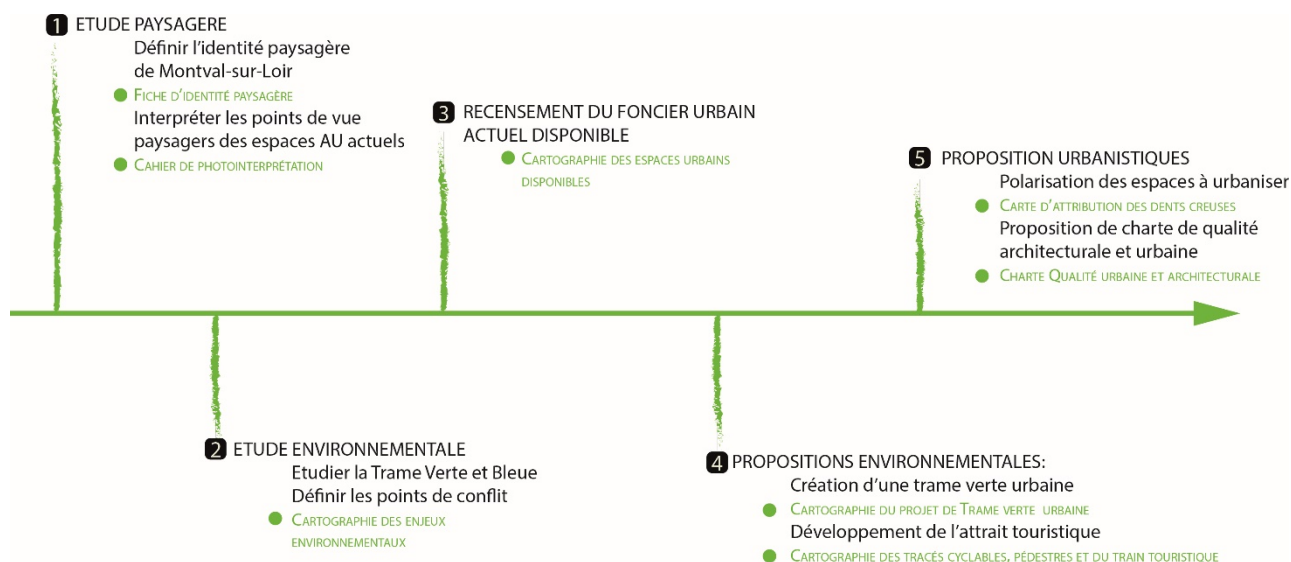 1 ETUDE PAYSAGERE
Définir l'identité paysagère
de Montval-sur-Loir
FICHE D'IDENTITÉ PAYSAGÈRE
Interpréter les points de vue
paysagers des espaces AU actuels
CAHIER DE PHOTOINTERPRÉTATION
2 ETUDE ENVIRONNEMENTALE
Etudier la Trame Verte et Bleue
Définir les points de conflit
CARTOGRAPHIE DES ENJEUX
ENVIRONNEMENTAUX
3 RECENSEMENT DU FONCIER URBAIN
ACTUEL DISPONIBLE
CARTOGRAPHIE DES ESPACES URBAINS
DISPONIBLES
4 PROPOSITIONS ENVIRONNEMENTALES:
Création d'une trame verte urbaine
CARTOGRAPHIE DU PROJET DE TRAME VERTE URBAINE
Développement de l'attrait touristique
CARTOGRAPHIE DES TRACÉS CYCLABLES, PÉDESTRES ET DU TRAIN TOURISTIQUE
5 PROPOSITION URBANISTIQUES
Polarisation des espaces à urbaniser
CARTE D'ATTRIBUTION DES DENTS CREUSES
Proposition de charte de qualité
architecturale et urbaine
CHARTE QUALITÉ URBAINE ET ARCHITECTURALE